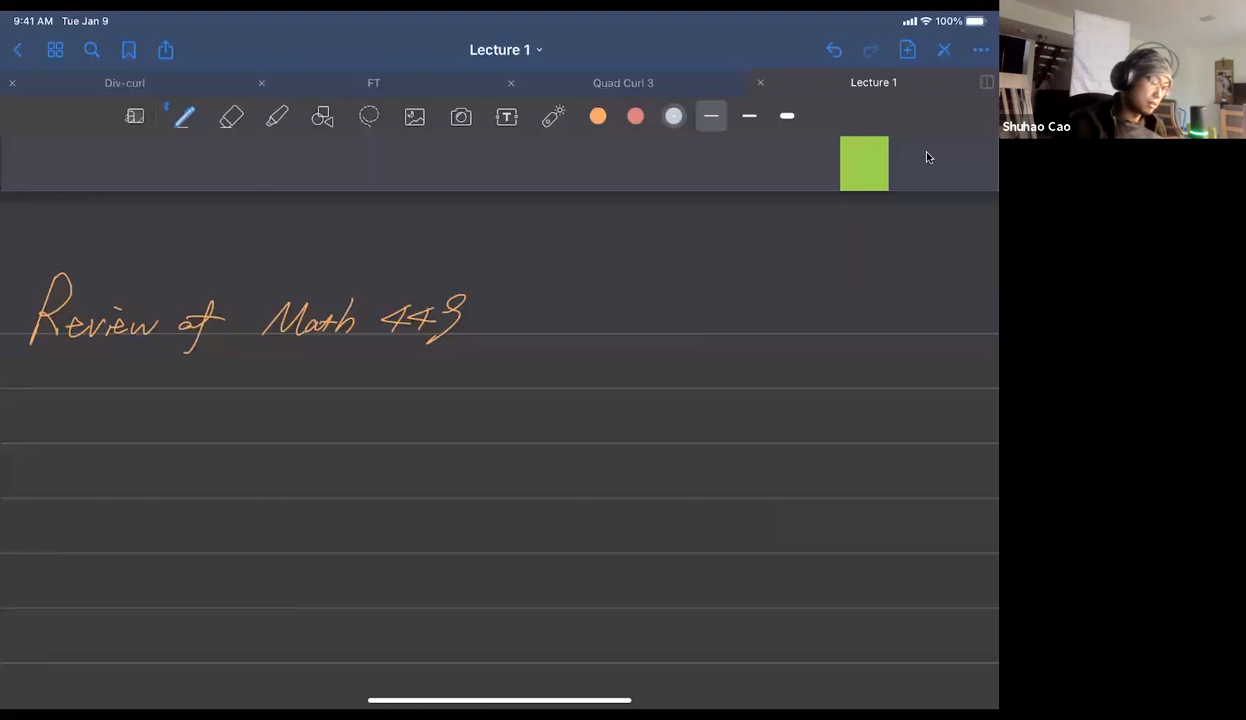 9:41 AM Tue Jan 9
100%
Lecture 1
Div-curl
FT
Quad Curl 3
Lecture 1
Shuhao Cao
Review of Math 449